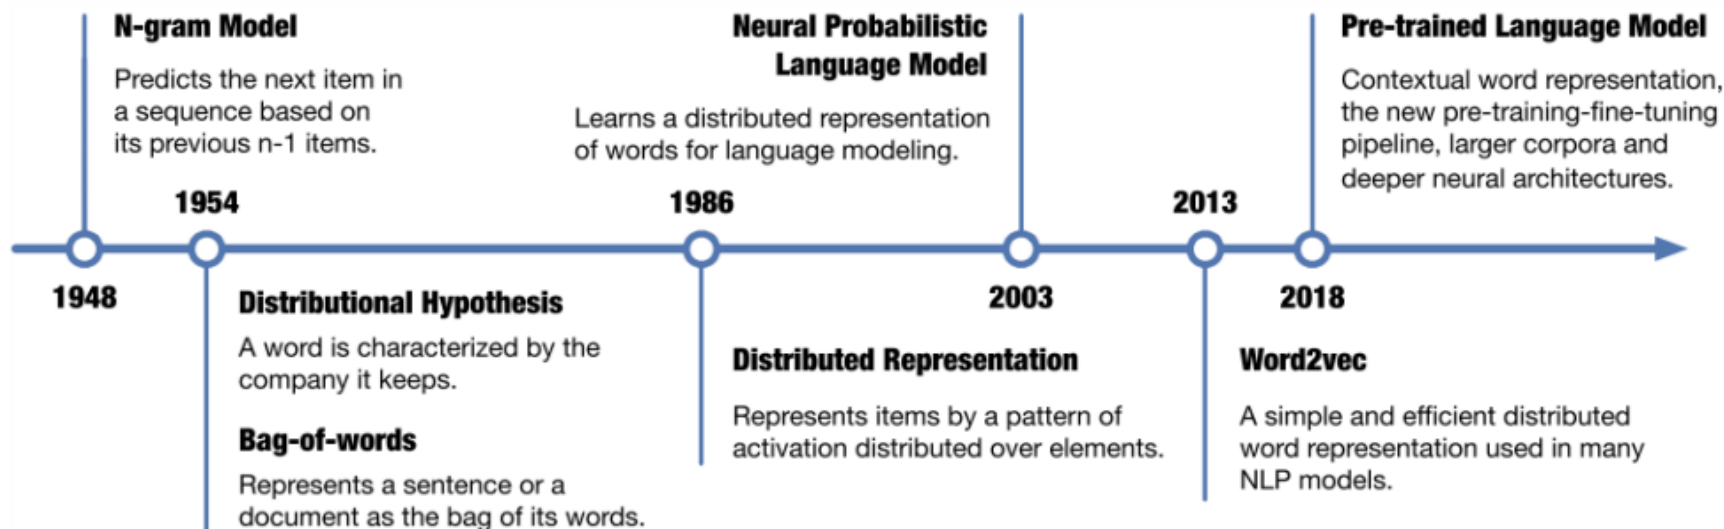 N-gram Model
Predicts the next item in
a sequence based on
its previous n-1 items.
1948
1954
Distributional Hypothesis
A word is characterized by the
company it keeps.
Bag-of-words
Represents a sentence or a
document as the bag of its words.
1986
Distributed Representation
Represents items by a pattern of
activation distributed over elements.
Neural Probabilistic
Language Model
Learns a distributed representation
of words for language modeling.
2003
2013
Word2vec
A simple and efficient distributed
word representation used in many
NLP models.
Pre-trained Language Model
Contextual word representation,
the new pre-training-fine-tuning
pipeline, larger corpora and
deeper neural architectures.
2018